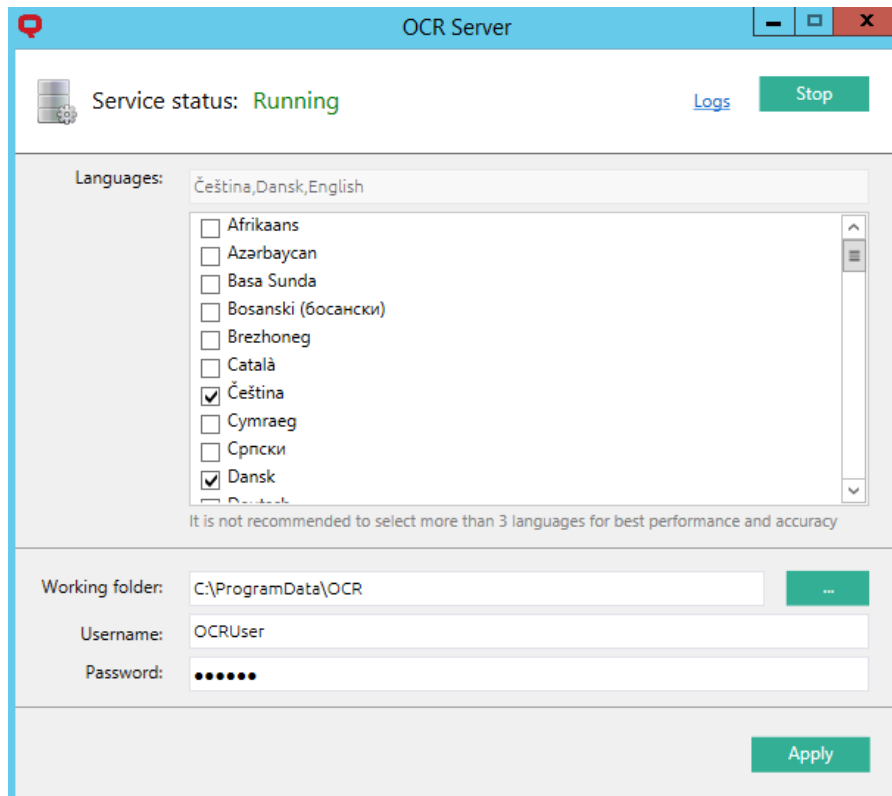 OCR Server
Service status: Running
Logs
Stop
Languages:
Čeština,Dansk,English
Afrikaans
Azərbaycan
Basa Sunda
Bosanski (босански)
Brezhoneg
Català
Čeština
Cymraeg
Српски
Dansk
It is not recommended to select more than 3 languages for best performance and accuracy
Working folder:
C:\ProgramData\OCR
...
Username:
OCRUser
Password:
••••••
Apply